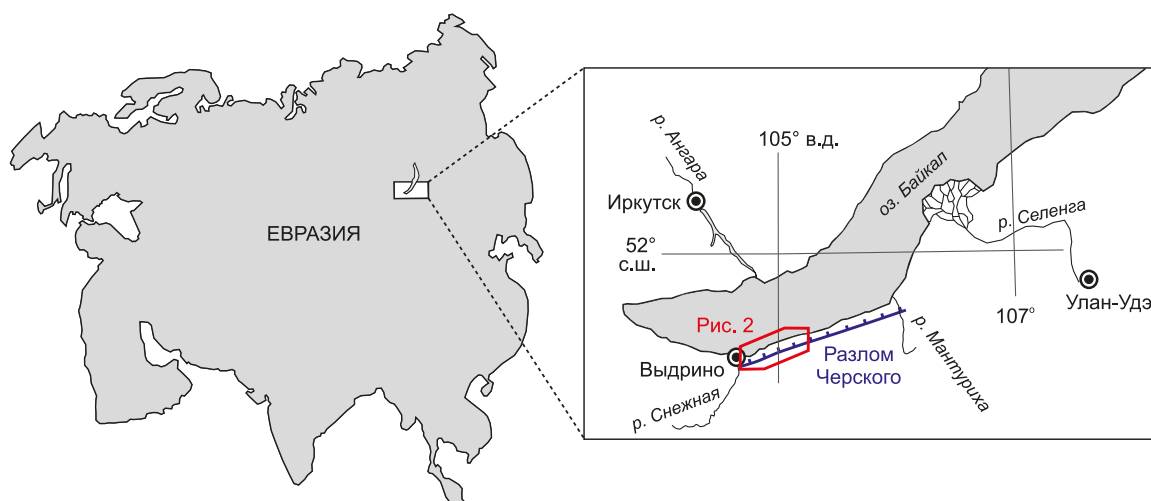 ЕВРАЗИЯ
р. Ангара
105° в.д.
Иркутск
оз. Байкал
р. Селенга
52°
с.ш.
Улан-Удэ
107°
Рис. 2
Выдрино
Разлом
Черского
р. Мантуриха
р. Снежная